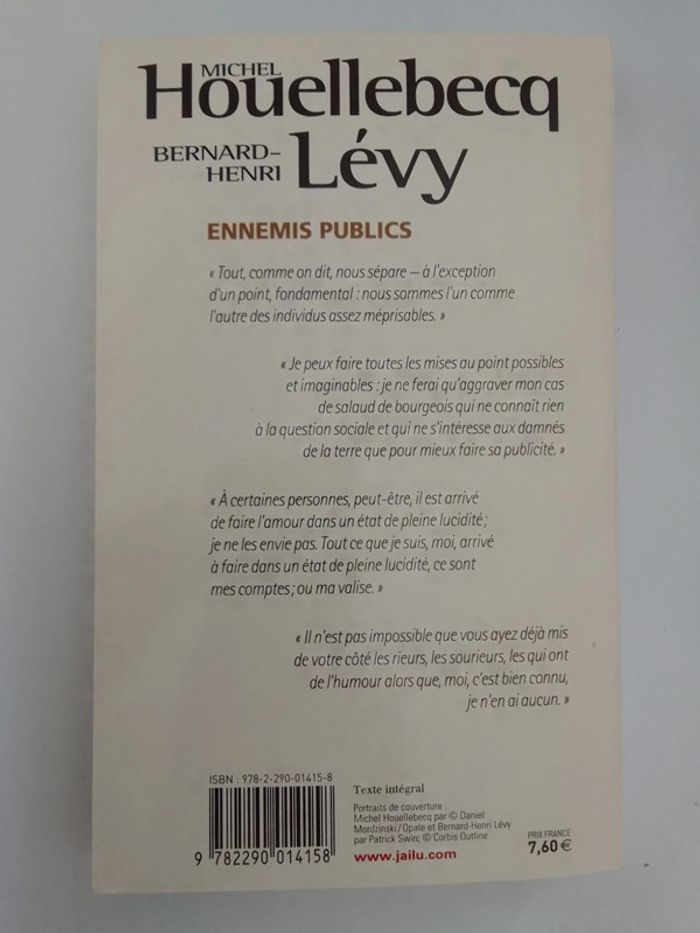 MICHEL
Houellebecq
BERNARD-
HENRI
Lévy
ENNEMIS PUBLICS
« Tout, comme on dit, nous sépare – à l'exception
d'un point, fondamental : nous sommes l'un comme
l'autre des individus assez méprisables. »
« Je peux faire toutes les mises au point possibles
et imaginables : je ne ferai qu'aggraver mon cas
de salaud de bourgeois qui ne connaît rien
à la question sociale et qui ne s'intéresse aux damnés
de la terre que pour mieux faire sa publicité. »
« À certaines personnes, peut-être, il est arrivé
de faire l'amour dans un état de pleine lucidité ;
je ne les envie pas. Tout ce que je suis, moi, arrivé
à faire dans un état de pleine lucidité, ce sont
mes comptes ; ou ma valise. »
« Il n'est pas impossible que vous ayez déjà mis
de votre côté les rieurs, les sourieurs, les qui ont
de l'humour alors que, moi, c'est bien connu,
je n'en ai aucun. »
ISBN : 978-2-290-01415-8
9 782290 014158
Texte intégral
Portraits de couverture :
Michel Houellebecq par © Daniel
Mordzinski/Opale et Bernard-Henri Lévy
par Patrick Swirc © Corbis Outline
www.jailu.com
PRIX FRANCE
7,60 €